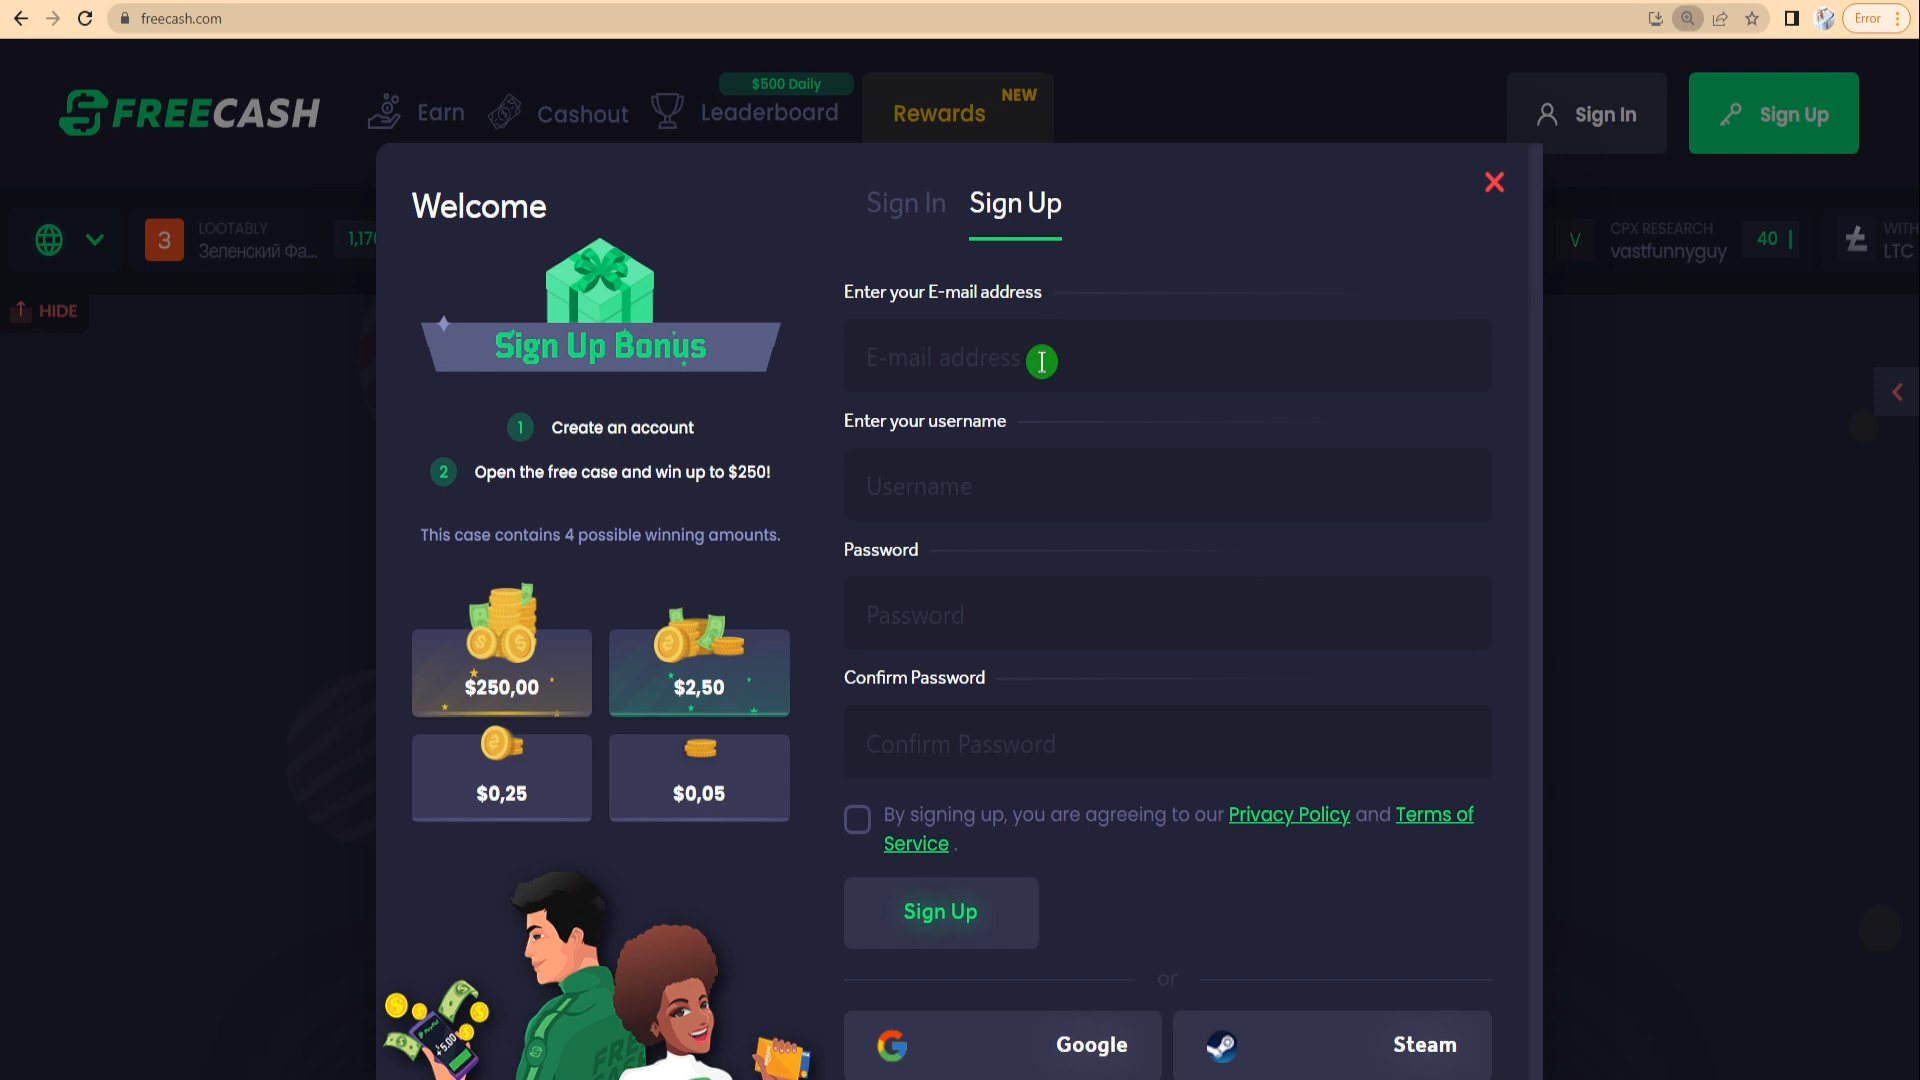 freecash.com
Error
FREECASH
Earn
Cashout
$500 Daily
Leaderboard
Rewards
NEW
Sign In
Sign Up
3
LOOTABLY
Зеленский Фа...
V
CPX RESEARCH
vastfunnyguy
40
LTC
HIDE
Welcome
Sign Up Bonus
1 Create an account
2 Open the free case and win up to $250!
This case contains 4 possible winning amounts.
$250,00
$2,50
$0,25
$0,05
Sign In
Sign Up
Enter your E-mail address
E-mail address
Enter your username
Username
Password
Password
Confirm Password
Confirm Password
By signing up, you are agreeing to our Privacy Policy and Terms of
Service .
Sign Up
or
Google
Steam
PayPal
+5.00